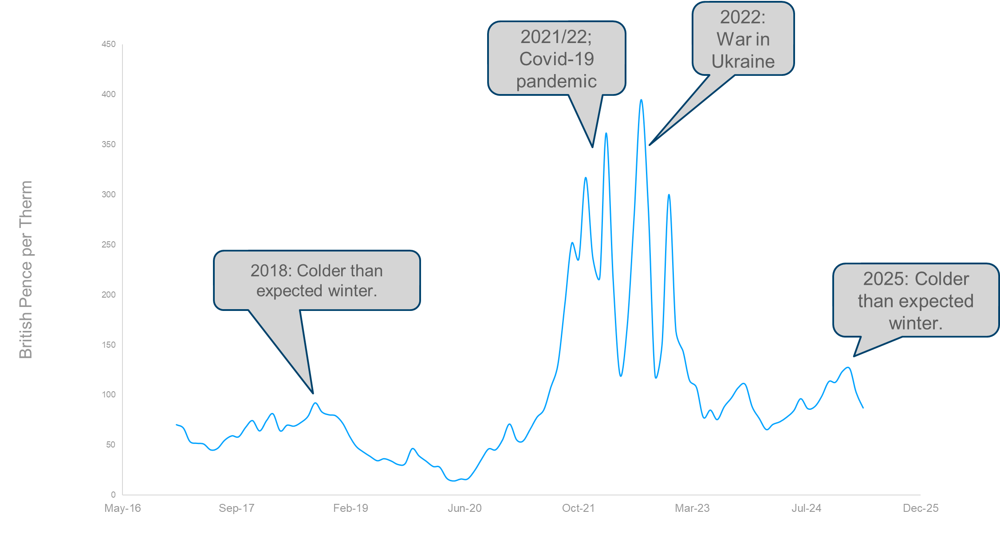 2022:
War in
Ukraine
2021/22;
Covid-19
pandemic
450
400
350
300
250
200
150
100
50
0
British Pence per Therm
2018: Colder than
expected winter.
2025: Colder
than expected
winter.
May-16
Sep-17
Feb-19
Jun-20
Oct-21
Mar-23
Jul-24
Dec-25